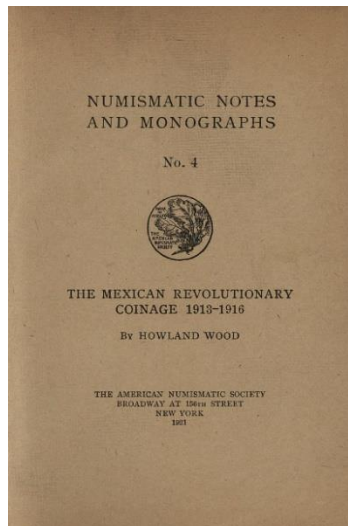 NUMISMATIC NOTES
AND MONOGRAPHS
No. 4
THE MEXICAN REVOLUTIONARY
COINAGE 1913-1916
By HOWLAND WOOD
THE AMERICAN NUMISMATIC SOCIETY
BROADWAY AT 156TH STREET
NEW YORK
1921